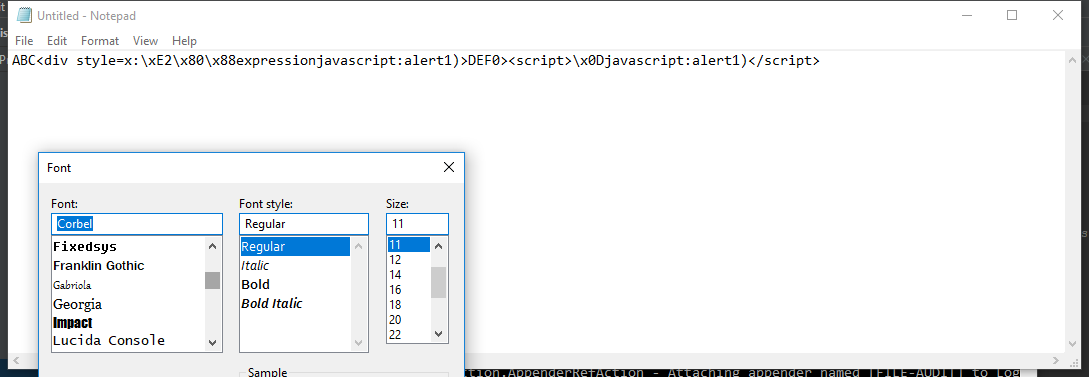 Untitled - Notepad
File Edit Format View Help
ABC<div style=x:\xE2\x80\x88expressionjavascript:alert1)>DEF0><script>\x0Djavascript:alert1)</script>
Font
Font: Font style: Size:
Corbel Regular 11
Fixedsys Regular 11
Franklin Gothic Italic 12
Gabriola Bold 14
Georgia Bold Italic 16
Impact 18
Lucida Console 20
22
Sample
tion.AppenderRefAction - Attaching appender named [FILE-AUDIT] to Log